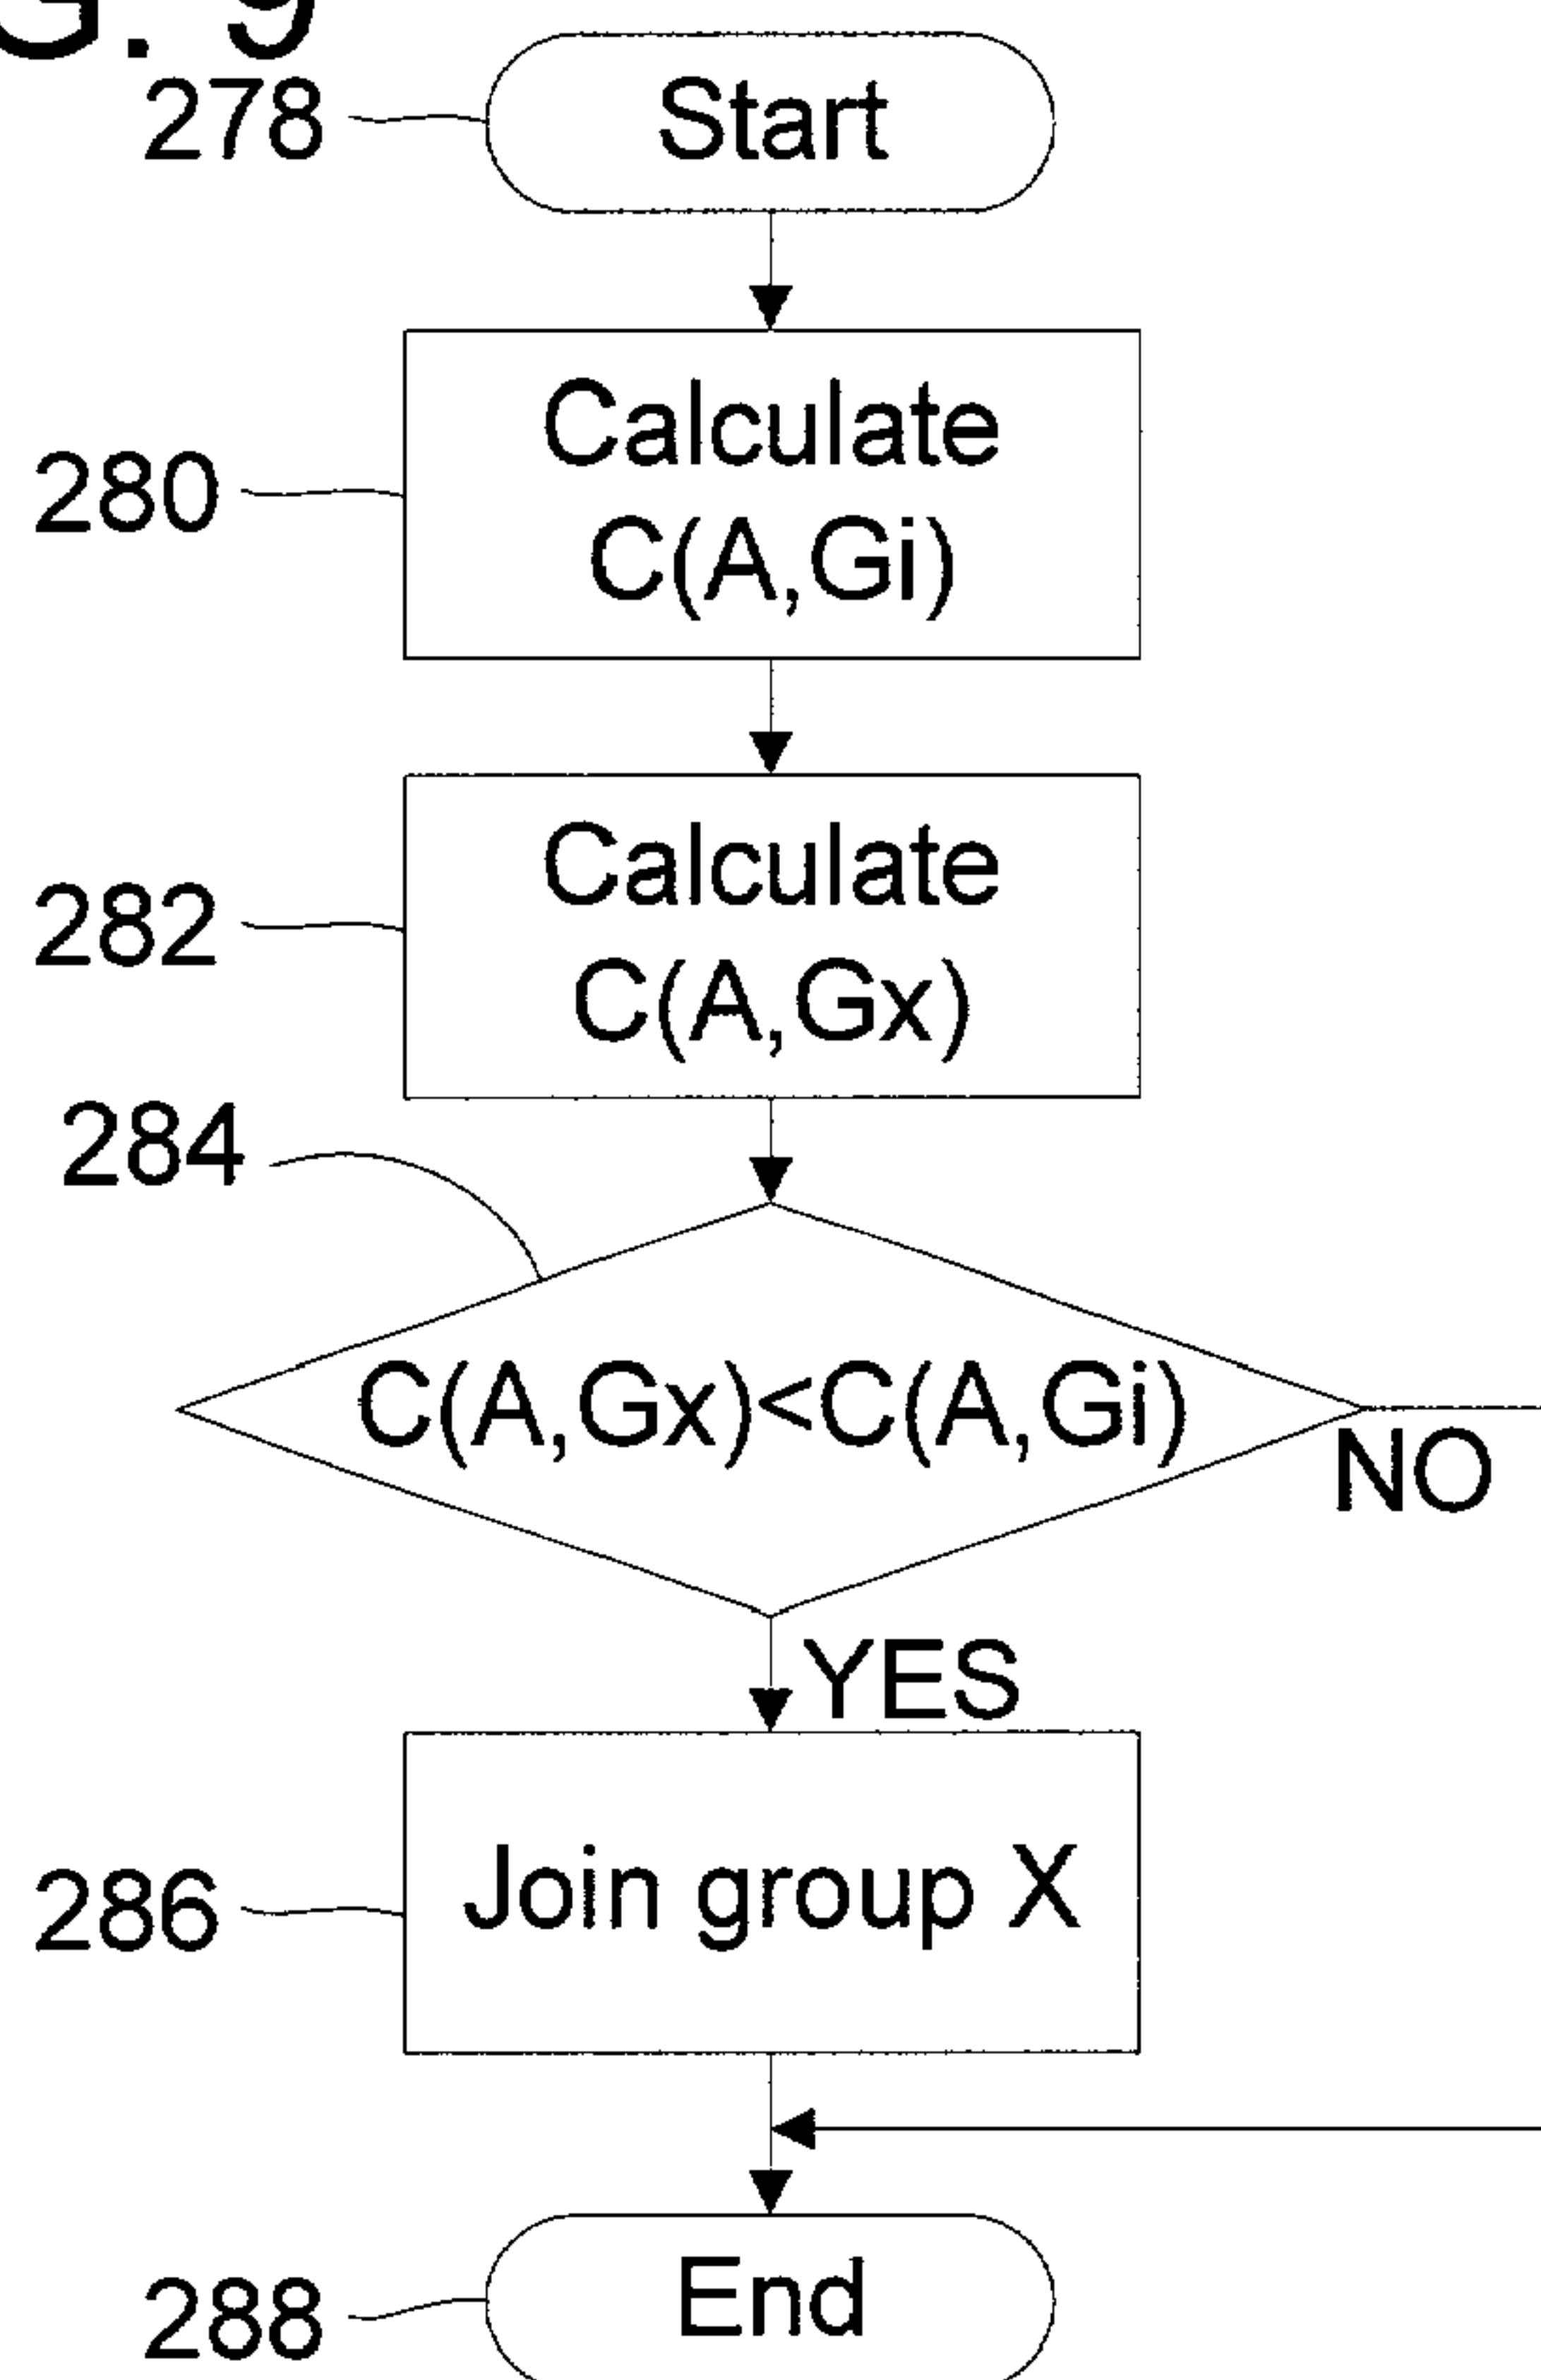 G. 9
278
Start
280
Calculate
C(A,Gi)
282
Calculate
C(A,Gx)
284
C(A,Gx)<C(A,Gi)
NO
YES
286
Join group X
288
End